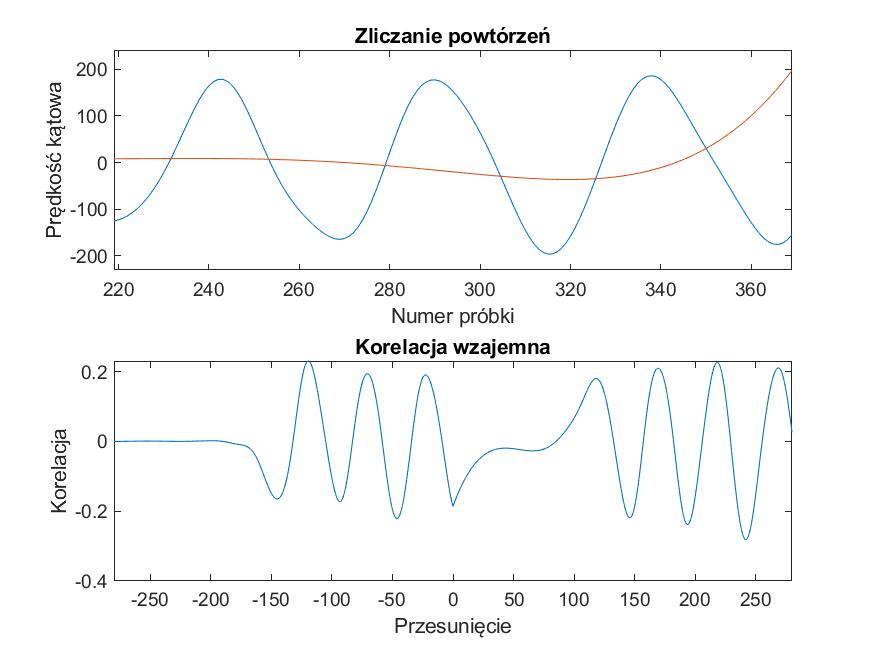 Zliczanie powtórzeń
200
100
0
-100
-200
Prędkość kątowa
220 240 260 280 300 320 340 360
Numer próbki
Korelacja wzajemna
0.2
0
-0.2
-0.4
Korelacja
-250 -200 -150 -100 -50 0 50 100 150 200 250
Przesunięcie